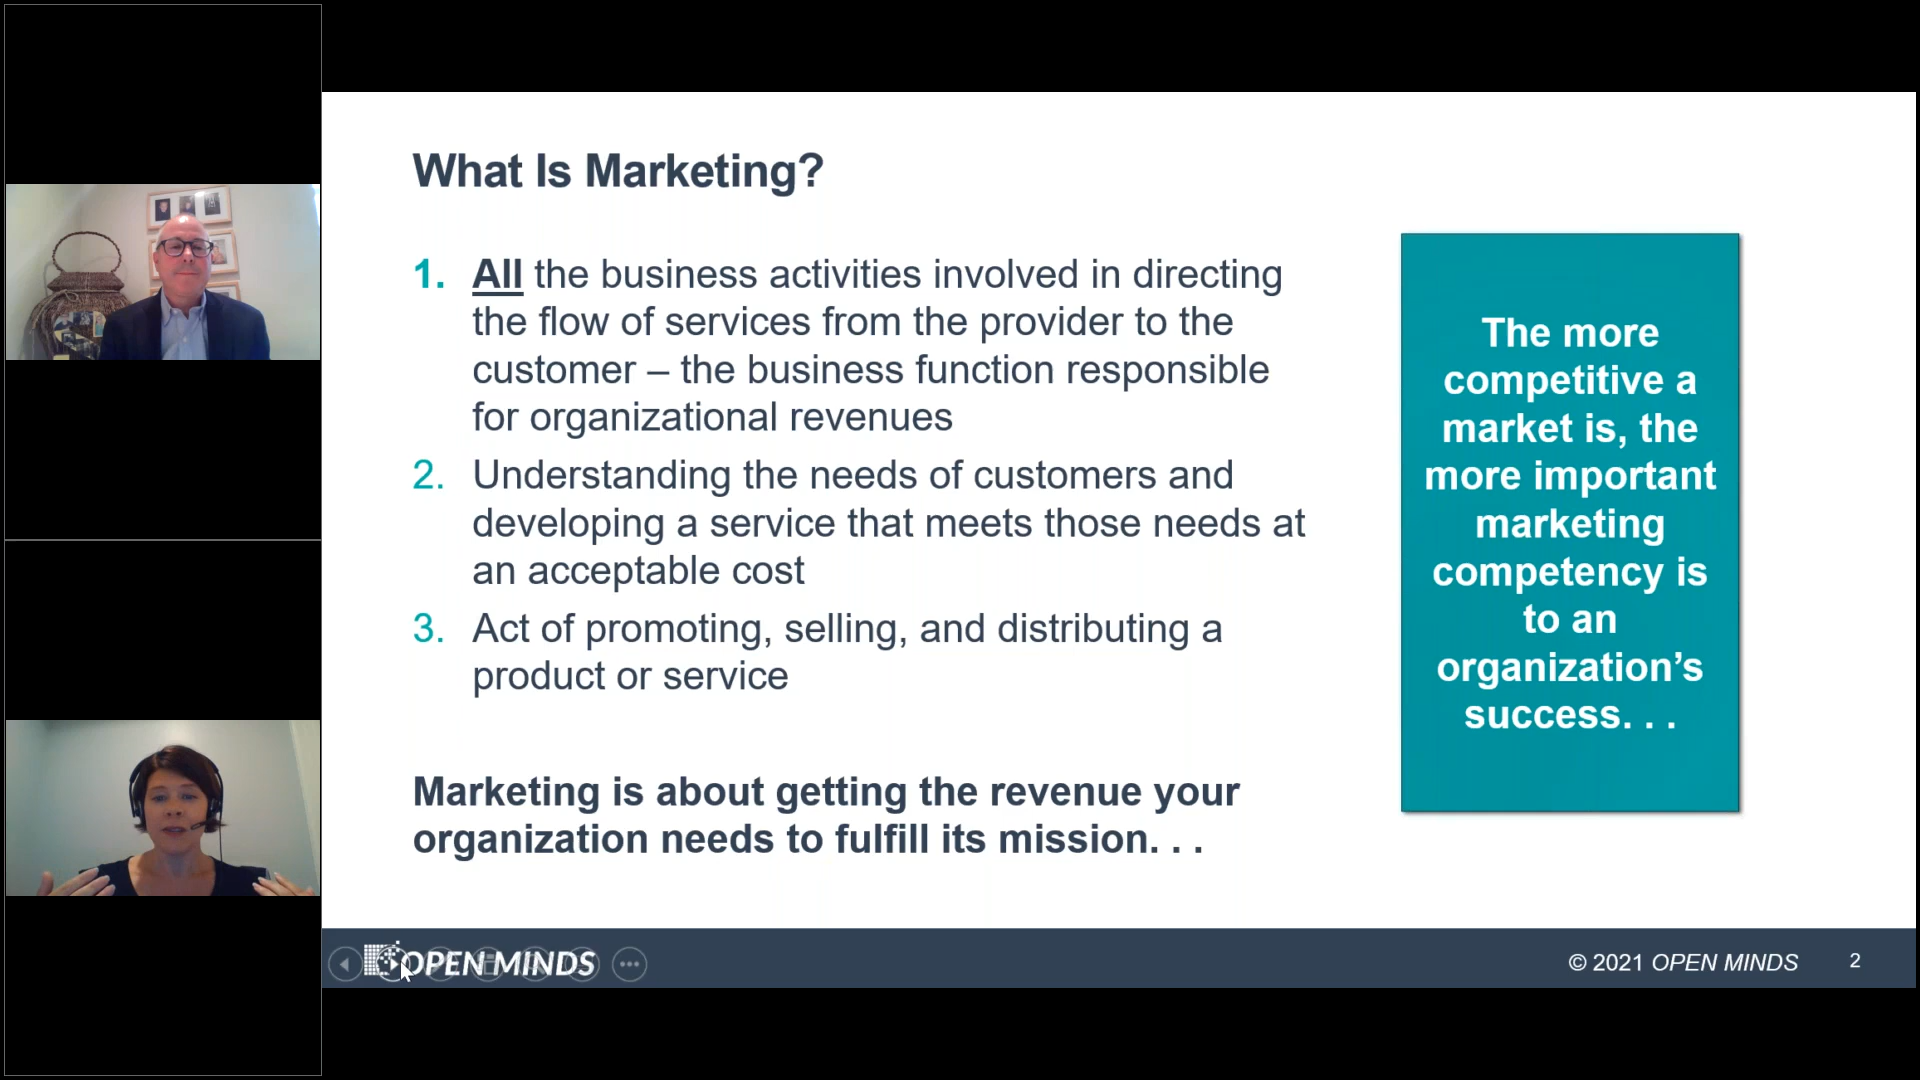 What Is Marketing?
1. All the business activities involved in directing
the flow of services from the provider to the
customer – the business function responsible
for organizational revenues
2. Understanding the needs of customers and
developing a service that meets those needs at
an acceptable cost
3. Act of promoting, selling, and distributing a
product or service
Marketing is about getting the revenue your
organization needs to fulfill its mission. . .
The more
competitive a
market is, the
more important
marketing
competency is
to an
organization’s
success. . .
OPEN MINDS
© 2021 OPEN MINDS
2